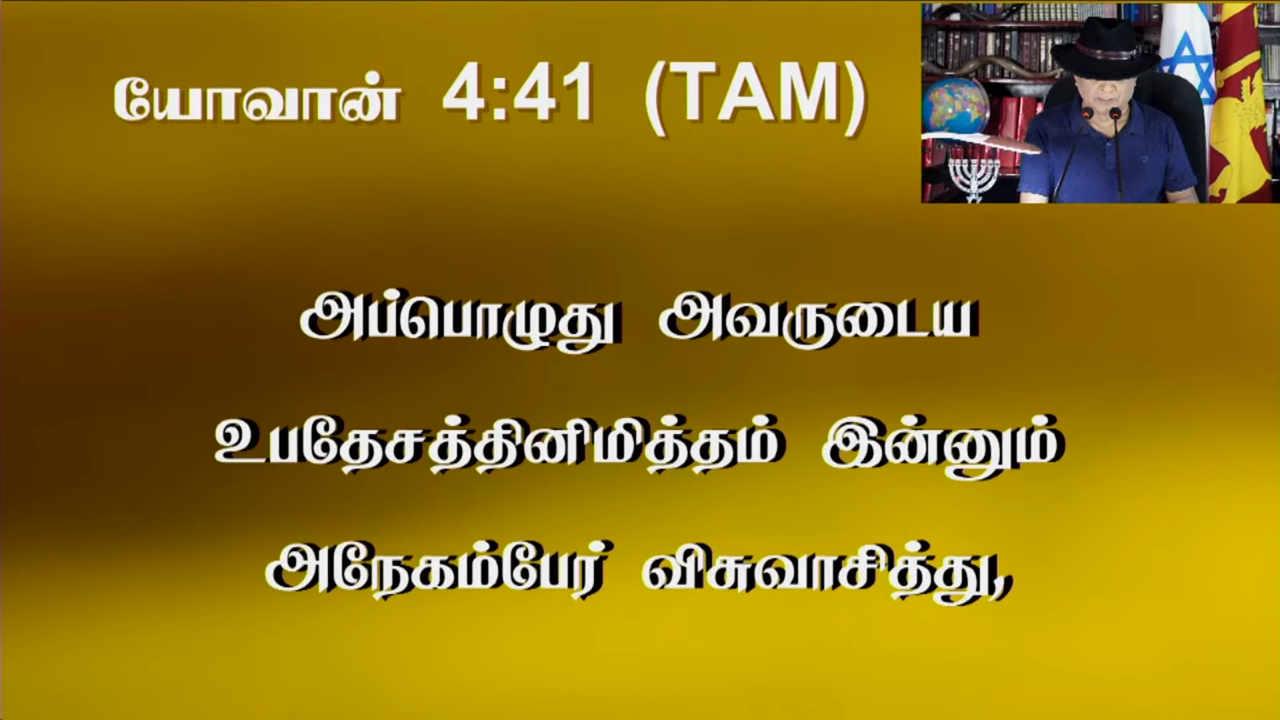 யோவான் 4:41 (TAM)
அப்பொழுது அவருடைய
உபதேசத்தினிமித்தம் இன்னும்
அநேகம்பேர் விசுவாசித்து,